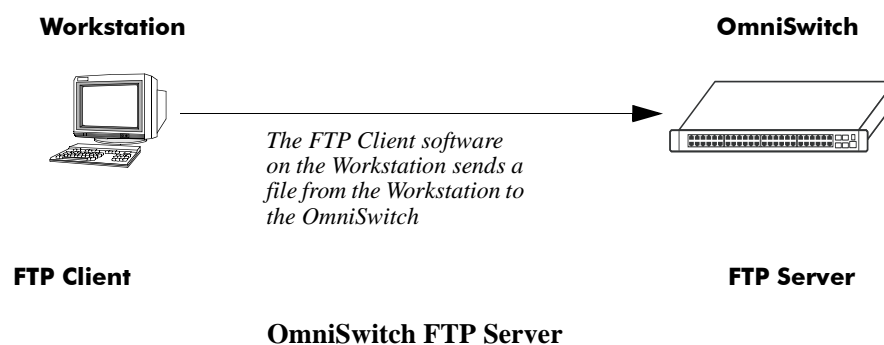 Workstation
OmniSwitch
The FTP Client software
on the Workstation sends a
file from the Workstation to
the OmniSwitch
FTP Client
FTP Server
OmniSwitch FTP Server